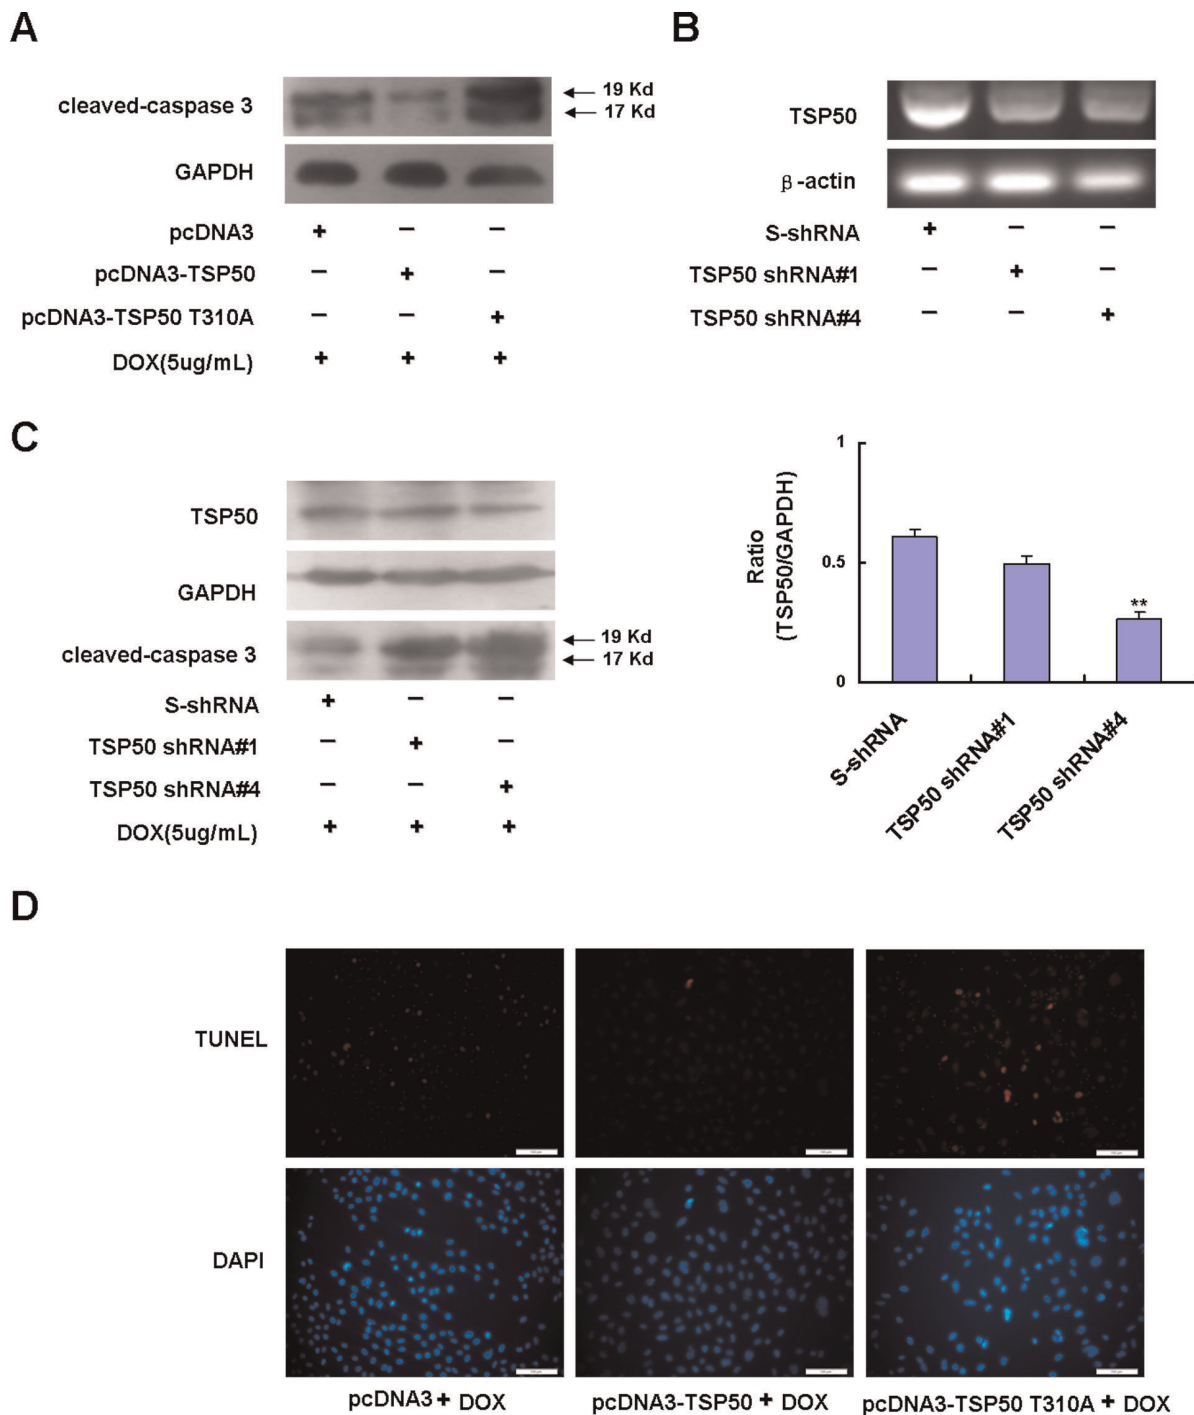 A
cleaved-caspase 3
19 Kd
17 Kd
GAPDH
pcDNA3 + – –
pcDNA3-TSP50 – + –
pcDNA3-TSP50 T310A – – +
DOX(5ug/mL) + + +
B
TSP50
β-actin
S-shRNA + – –
TSP50 shRNA#1 – + –
TSP50 shRNA#4 – – +
C
TSP50
GAPDH
cleaved-caspase 3
19 Kd
17 Kd
S-shRNA + – –
TSP50 shRNA#1 – + –
TSP50 shRNA#4 – – +
DOX(5ug/mL) + + +
Ratio
(TSP50/GAPDH)
1
0.5
0
**
S-shRNA
TSP50 shRNA#1
TSP50 shRNA#4
D
TUNEL
DAPI
pcDNA3 + DOX
pcDNA3-TSP50 + DOX
pcDNA3-TSP50 T310A + DOX